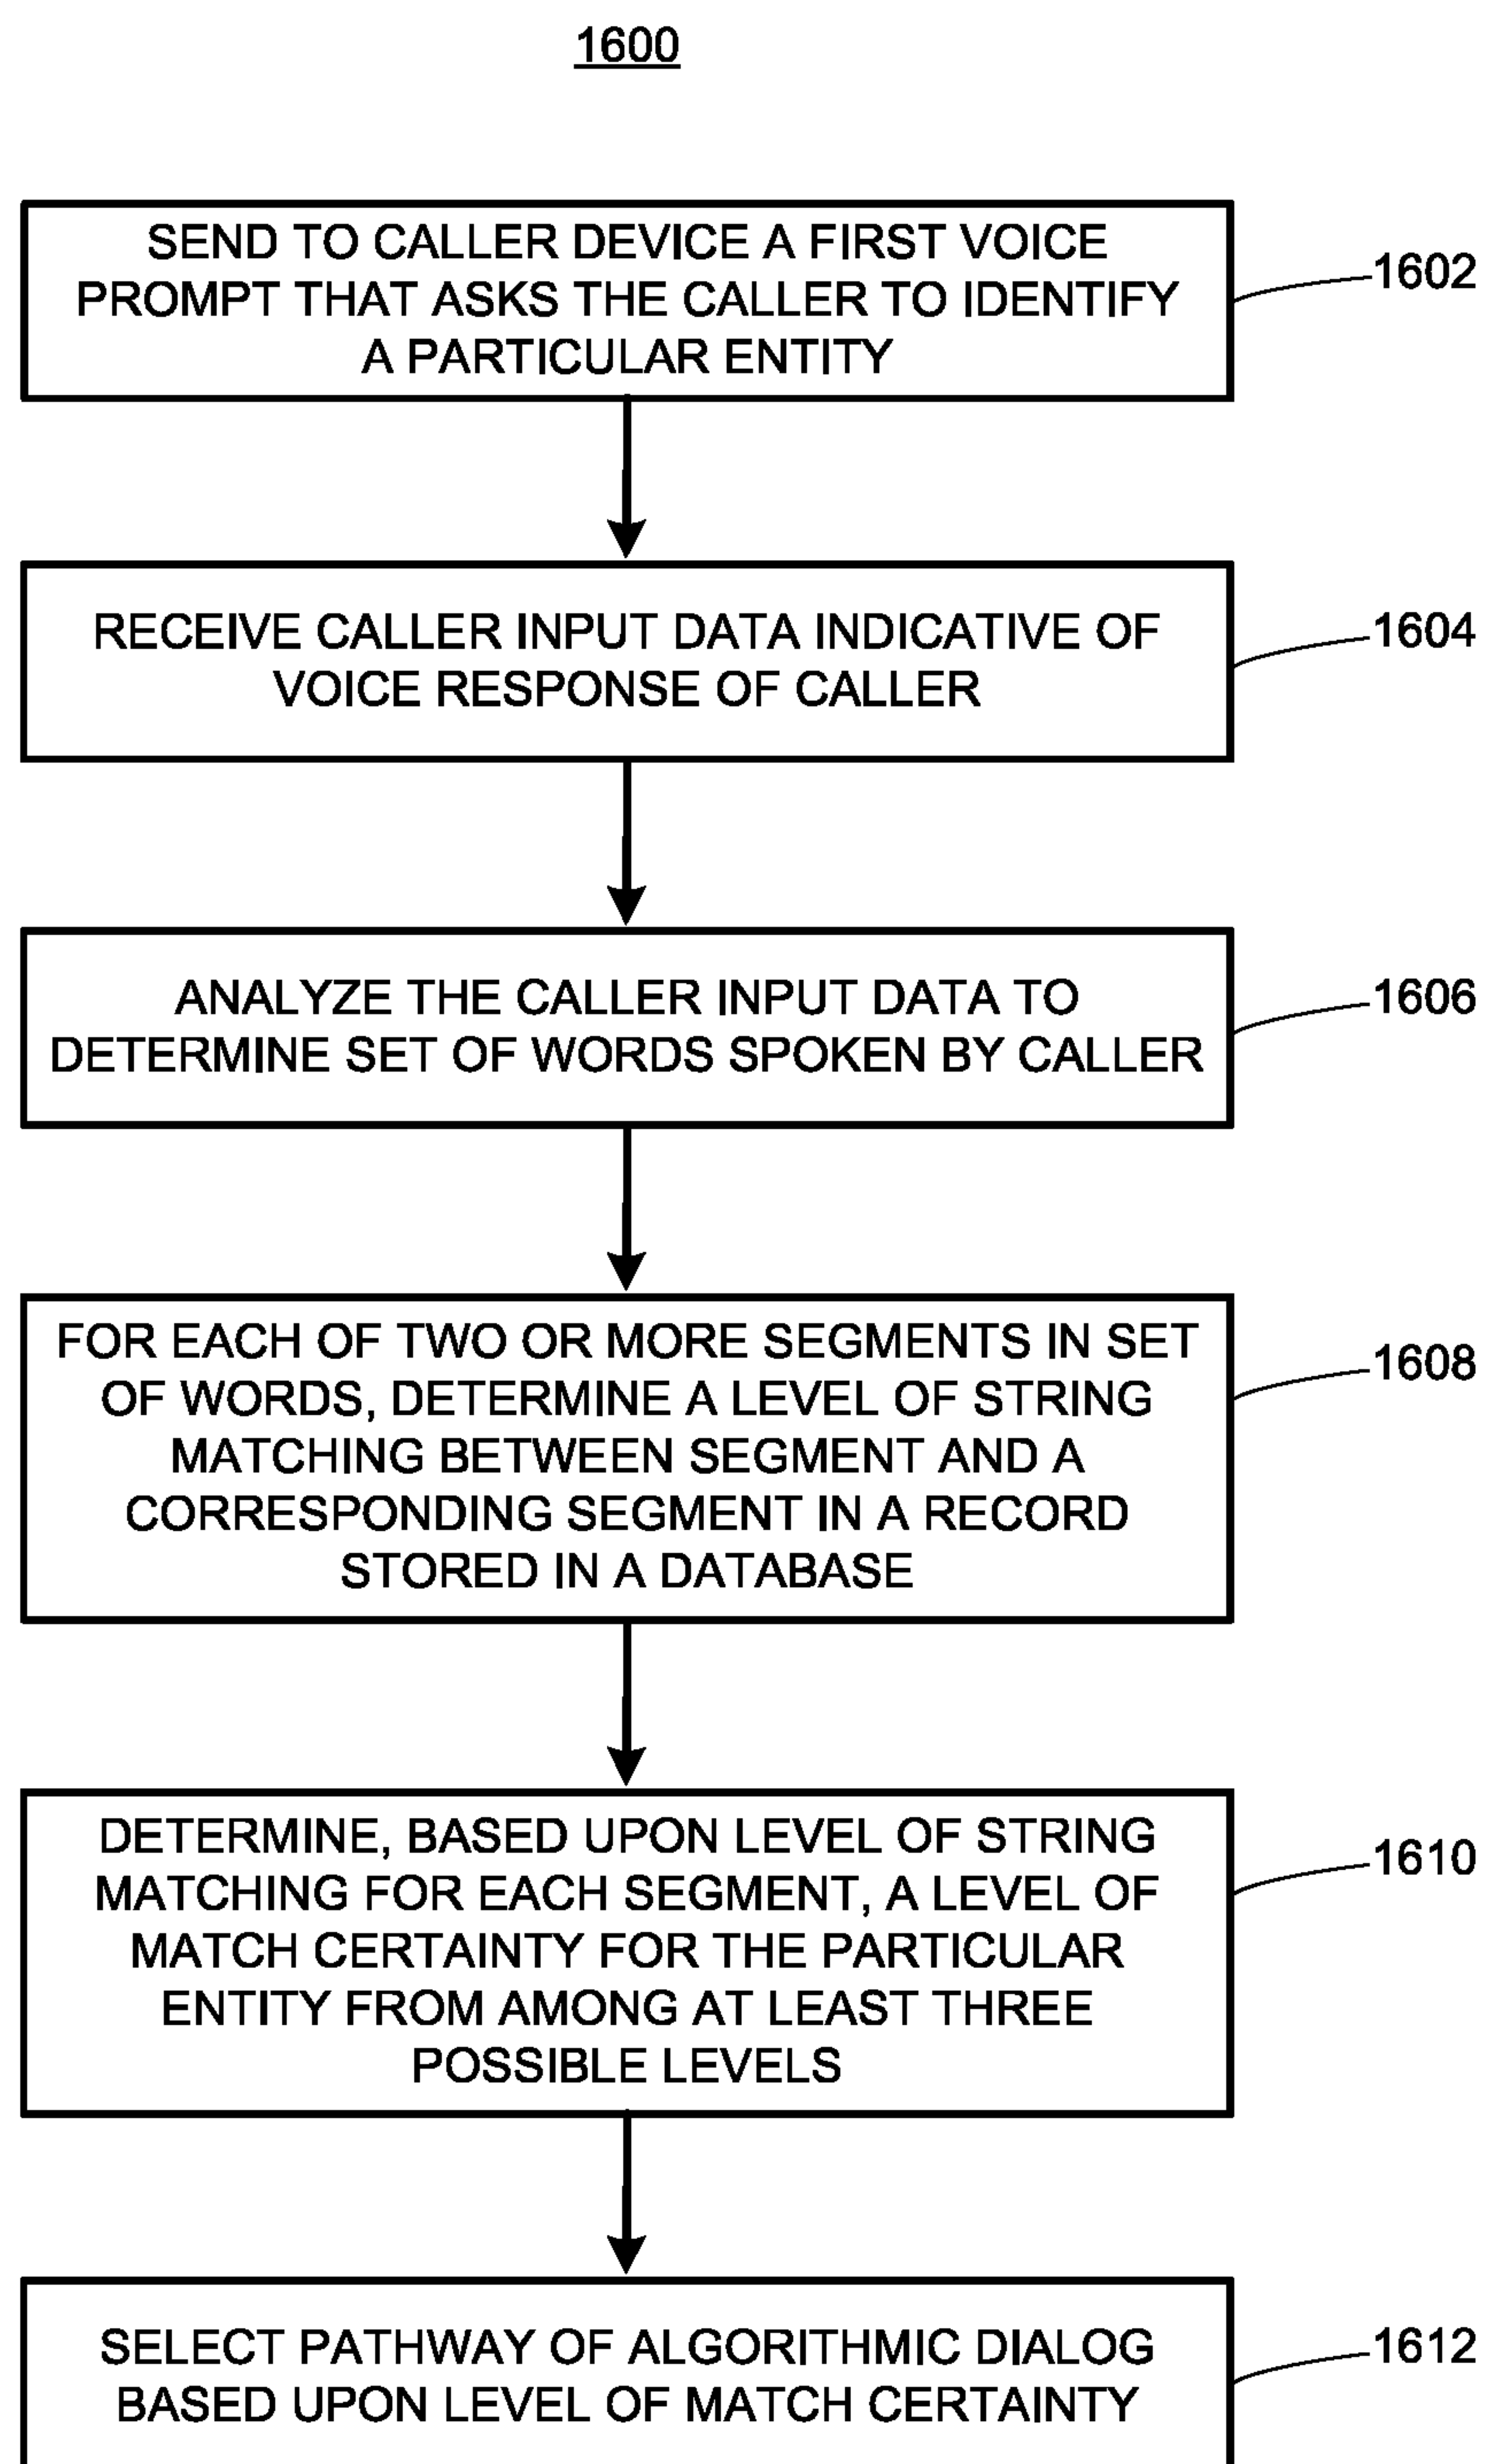 1600
SEND TO CALLER DEVICE A FIRST VOICE
PROMPT THAT ASKS THE CALLER TO IDENTIFY
A PARTICULAR ENTITY
1602
RECEIVE CALLER INPUT DATA INDICATIVE OF
VOICE RESPONSE OF CALLER
1604
ANALYZE THE CALLER INPUT DATA TO
DETERMINE SET OF WORDS SPOKEN BY CALLER
1606
FOR EACH OF TWO OR MORE SEGMENTS IN SET
OF WORDS, DETERMINE A LEVEL OF STRING
MATCHING BETWEEN SEGMENT AND A
CORRESPONDING SEGMENT IN A RECORD
STORED IN A DATABASE
1608
DETERMINE, BASED UPON LEVEL OF STRING
MATCHING FOR EACH SEGMENT, A LEVEL OF
MATCH CERTAINTY FOR THE PARTICULAR
ENTITY FROM AMONG AT LEAST THREE
POSSIBLE LEVELS
1610
SELECT PATHWAY OF ALGORITHMIC DIALOG
BASED UPON LEVEL OF MATCH CERTAINTY
1612